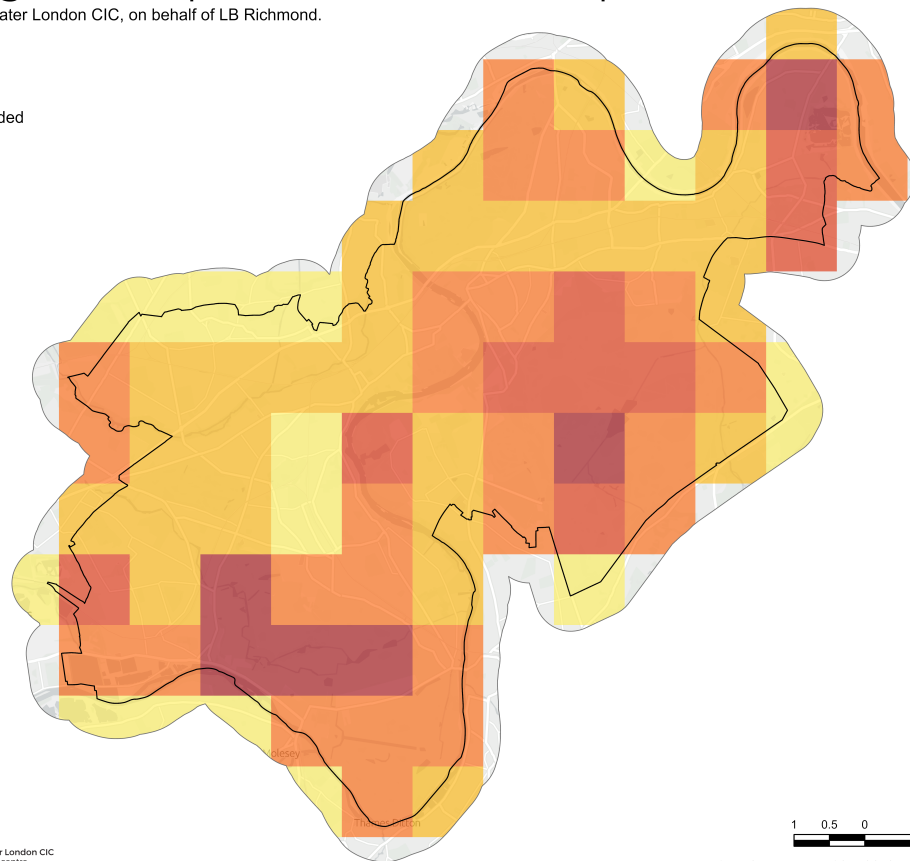 ater London CIC, on behalf of LB Richmond.
ded
olesey
Thames Ditton
1 0.5 0
r London CIC